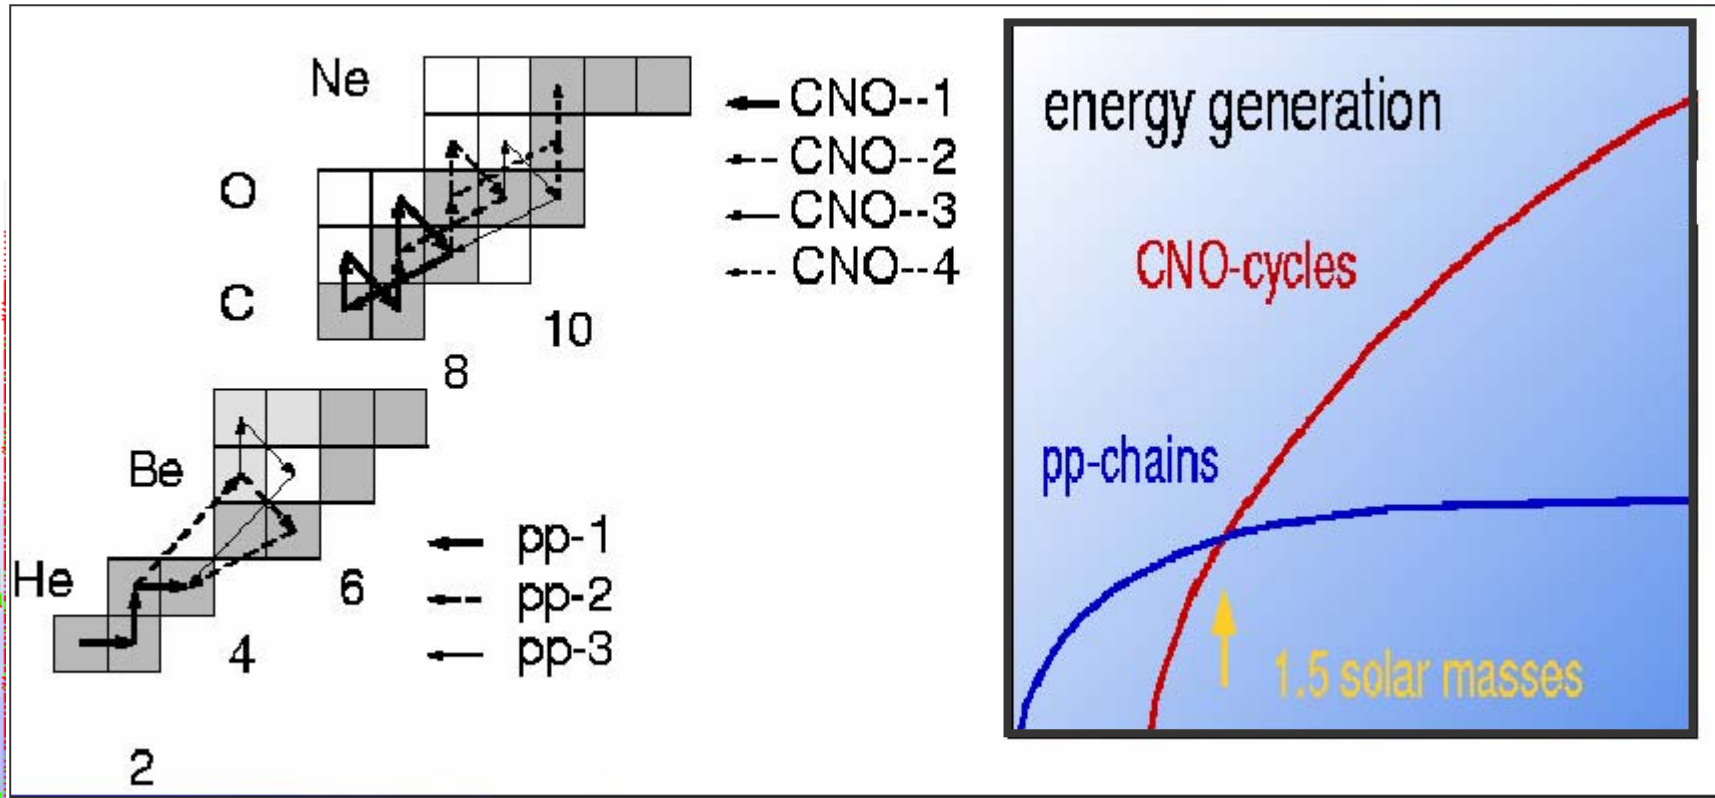 Ne
O
C
10
8
CNO--1
CNO--2
CNO--3
CNO--4
Be
He
6
4
2
pp-1
pp-2
pp-3
energy generation
CNO-cycles
pp-chains
1.5 solar masses